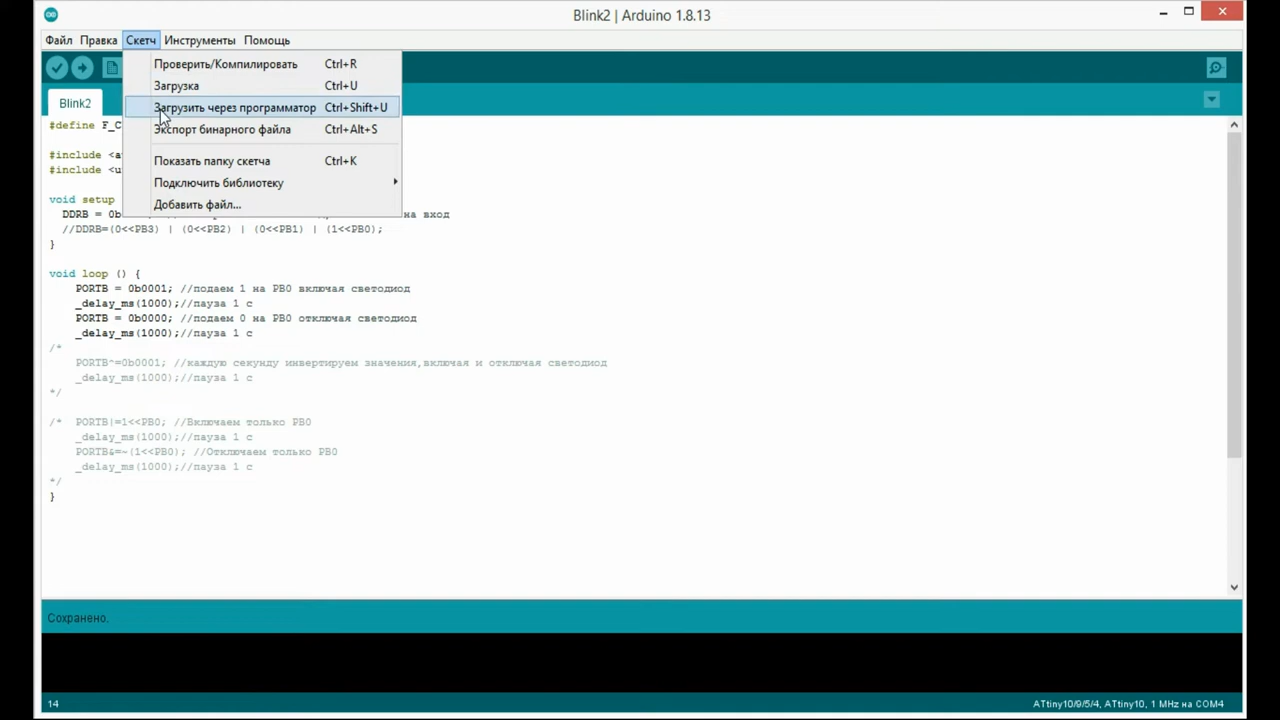 Blink2 | Arduino 1.8.13
Файл Правка Скетч Инструменты Помощь
Проверить/Компилировать Ctrl+R
Загрузка Ctrl+U
Загрузить через программатор Ctrl+Shift+U
Экспорт бинарного файла Ctrl+Alt+S
Показать папку скетча Ctrl+K
Подключить библиотеку
Добавить файл...
Blink2
#define F_C
#include <a
#include <u
void setup
DDRB = 0b на вход
//DDRB=(0<<PB3) | (0<<PB2) | (0<<PB1) | (1<<PB0);
}
void loop () {
PORTB = 0b0001; //подаем 1 на PB0 включая светодиод
_delay_ms(1000);//пауза 1 с
PORTB = 0b0000; //подаем 0 на PB0 отключая светодиод
_delay_ms(1000);//пауза 1 с
/*
PORTB^=0b0001; //каждую секунду инвертируем значения,включая и отключая светодиод
_delay_ms(1000);//пауза 1 с
*/
/* PORTB|=1<<PB0; //Включаем только PB0
_delay_ms(1000);//пауза 1 с
PORTB&=~(1<<PB0); //Отключаем только PB0
_delay_ms(1000);//пауза 1 с
*/
}
Сохранено.
14 ATtiny10/9/5/4, ATtiny10, 1 MHz на COM4